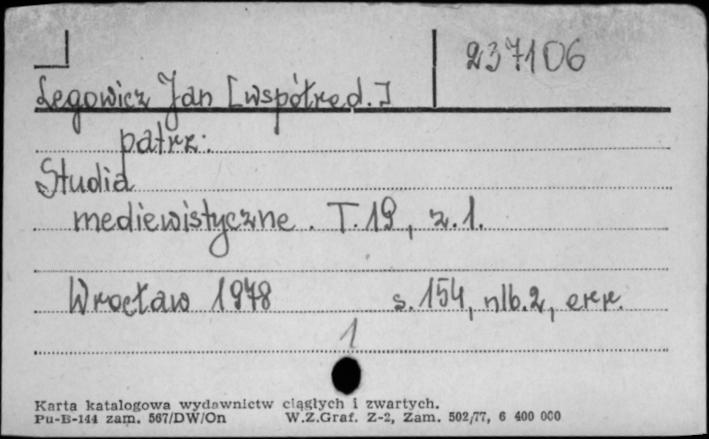 237106
Legowicz Jan [współred.]
patrz:
Studia
mediewistyczne. T.19, z.1.
Wrocław 1978 s. 154, nlb. 2, err.
1
Karta katalogowa wydawnictw ciągłych i zwartych.
Pu-B-144 zam. 567/DW/On W.Z.Graf. Z-2, Zam. 502/77, 6 400 000